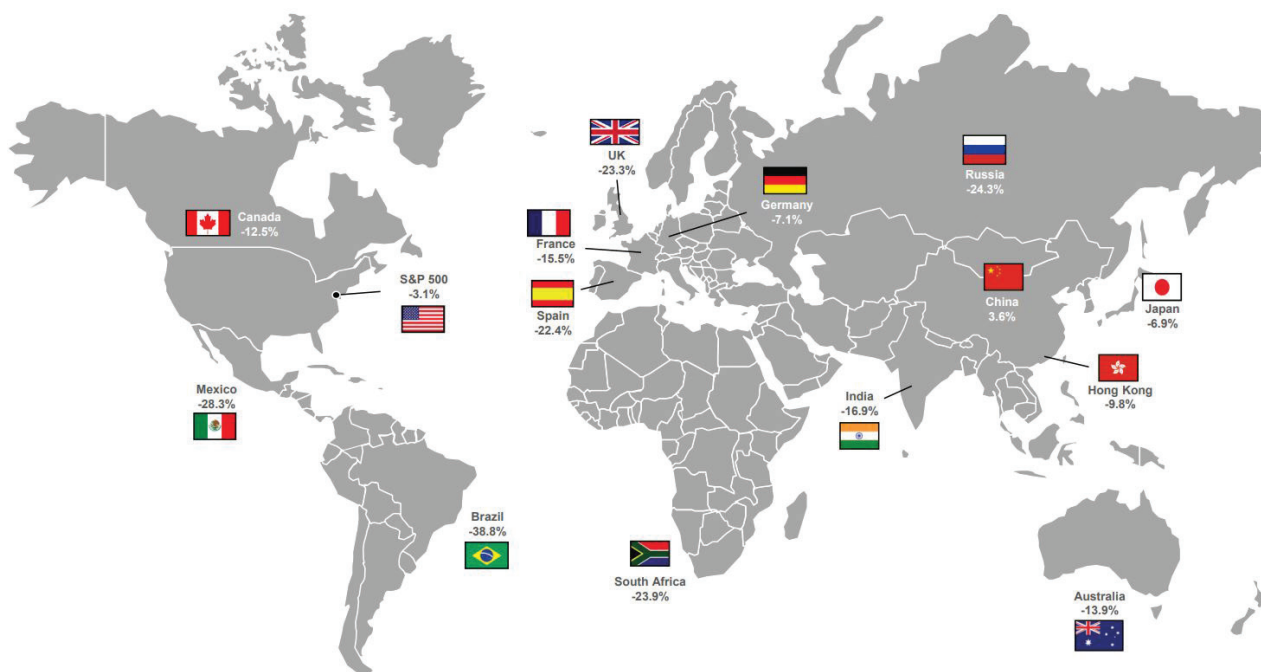 UK
-23.3%
Russia
-24.3%
Germany
-7.1%
Canada
-12.5%
France
-15.5%
S&P 500
-3.1%
Spain
-22.4%
China
3.6%
Japan
-6.9%
Mexico
-28.3%
India
-16.9%
Hong Kong
-9.8%
Brazil
-38.8%
South Africa
-23.9%
Australia
-13.9%